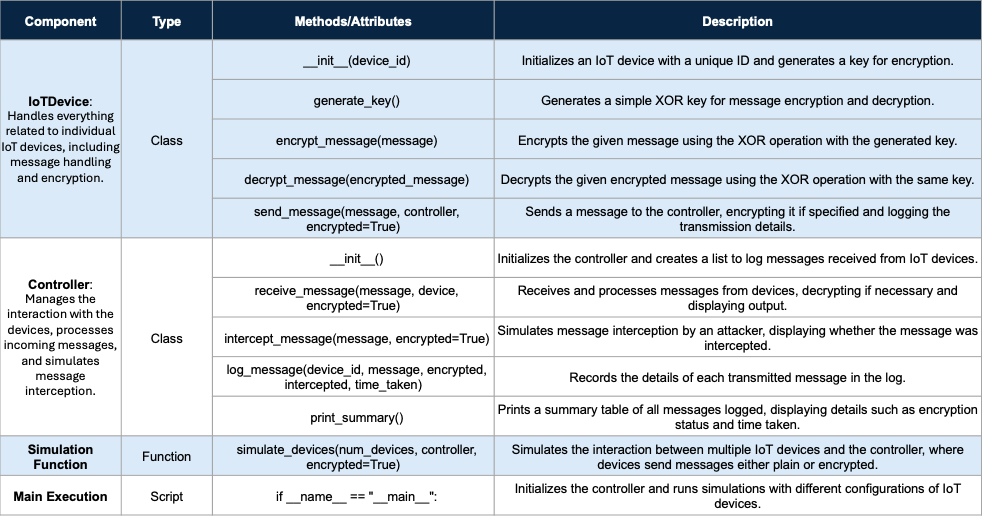 Component
Type
Methods/Attributes
Description
IoTDevice:
Handles everything
related to individual
IoT devices, including
message handling
and encryption.
Class
__init__(device_id)
Initializes an IoT device with a unique ID and generates a key for encryption.
generate_key()
Generates a simple XOR key for message encryption and decryption.
encrypt_message(message)
Encrypts the given message using the XOR operation with the generated key.
decrypt_message(encrypted_message)
Decrypts the given encrypted message using the XOR operation with the same key.
send_message(message, controller,
encrypted=True)
Sends a message to the controller, encrypting it if specified and logging the
transmission details.
Controller:
Manages the
interaction with the
devices, processes
incoming messages,
and simulates
message
interception.
Class
__init__()
Initializes the controller and creates a list to log messages received from IoT devices.
receive_message(message, device,
encrypted=True)
Receives and processes messages from devices, decrypting if necessary and
displaying output.
intercept_message(message, encrypted=True)
Simulates message interception by an attacker, displaying whether the message was
intercepted.
log_message(device_id, message, encrypted,
intercepted, time_taken)
Records the details of each transmitted message in the log.
print_summary()
Prints a summary table of all messages logged, displaying details such as encryption
status and time taken.
Simulation
Function
Function
simulate_devices(num_devices, controller,
encrypted=True)
Simulates the interaction between multiple IoT devices and the controller, where
devices send messages either plain or encrypted.
Main Execution
Script
if __name__ == "__main__":
Initializes the controller and runs simulations with different configurations of IoT
devices.